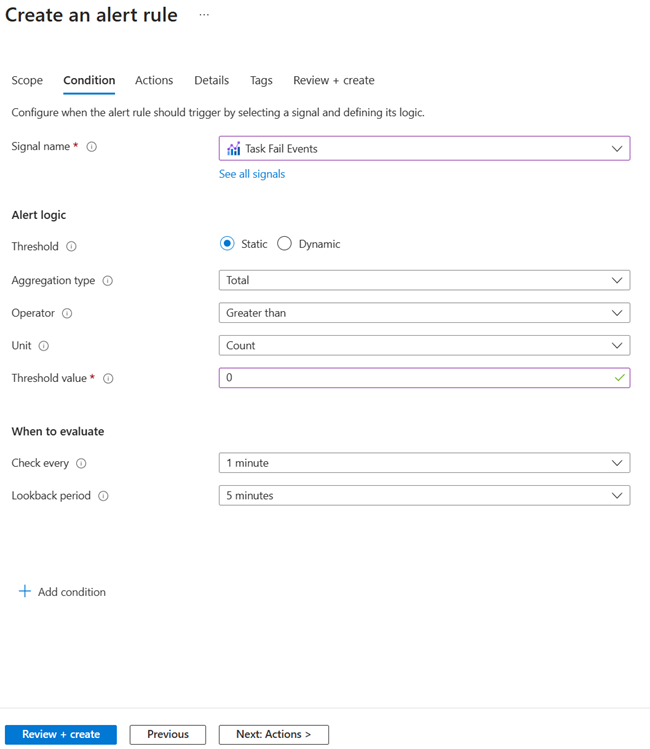 Create an alert rule ...
Scope Condition Actions Details Tags Review + create
Configure when the alert rule should trigger by selecting a signal and defining its logic.
Signal name * Task Fail Events
See all signals
Alert logic
Threshold Static Dynamic
Aggregation type Total
Operator Greater than
Unit Count
Threshold value * 0
When to evaluate
Check every 1 minute
Lookback period 5 minutes
+ Add condition
Review + create Previous Next: Actions >